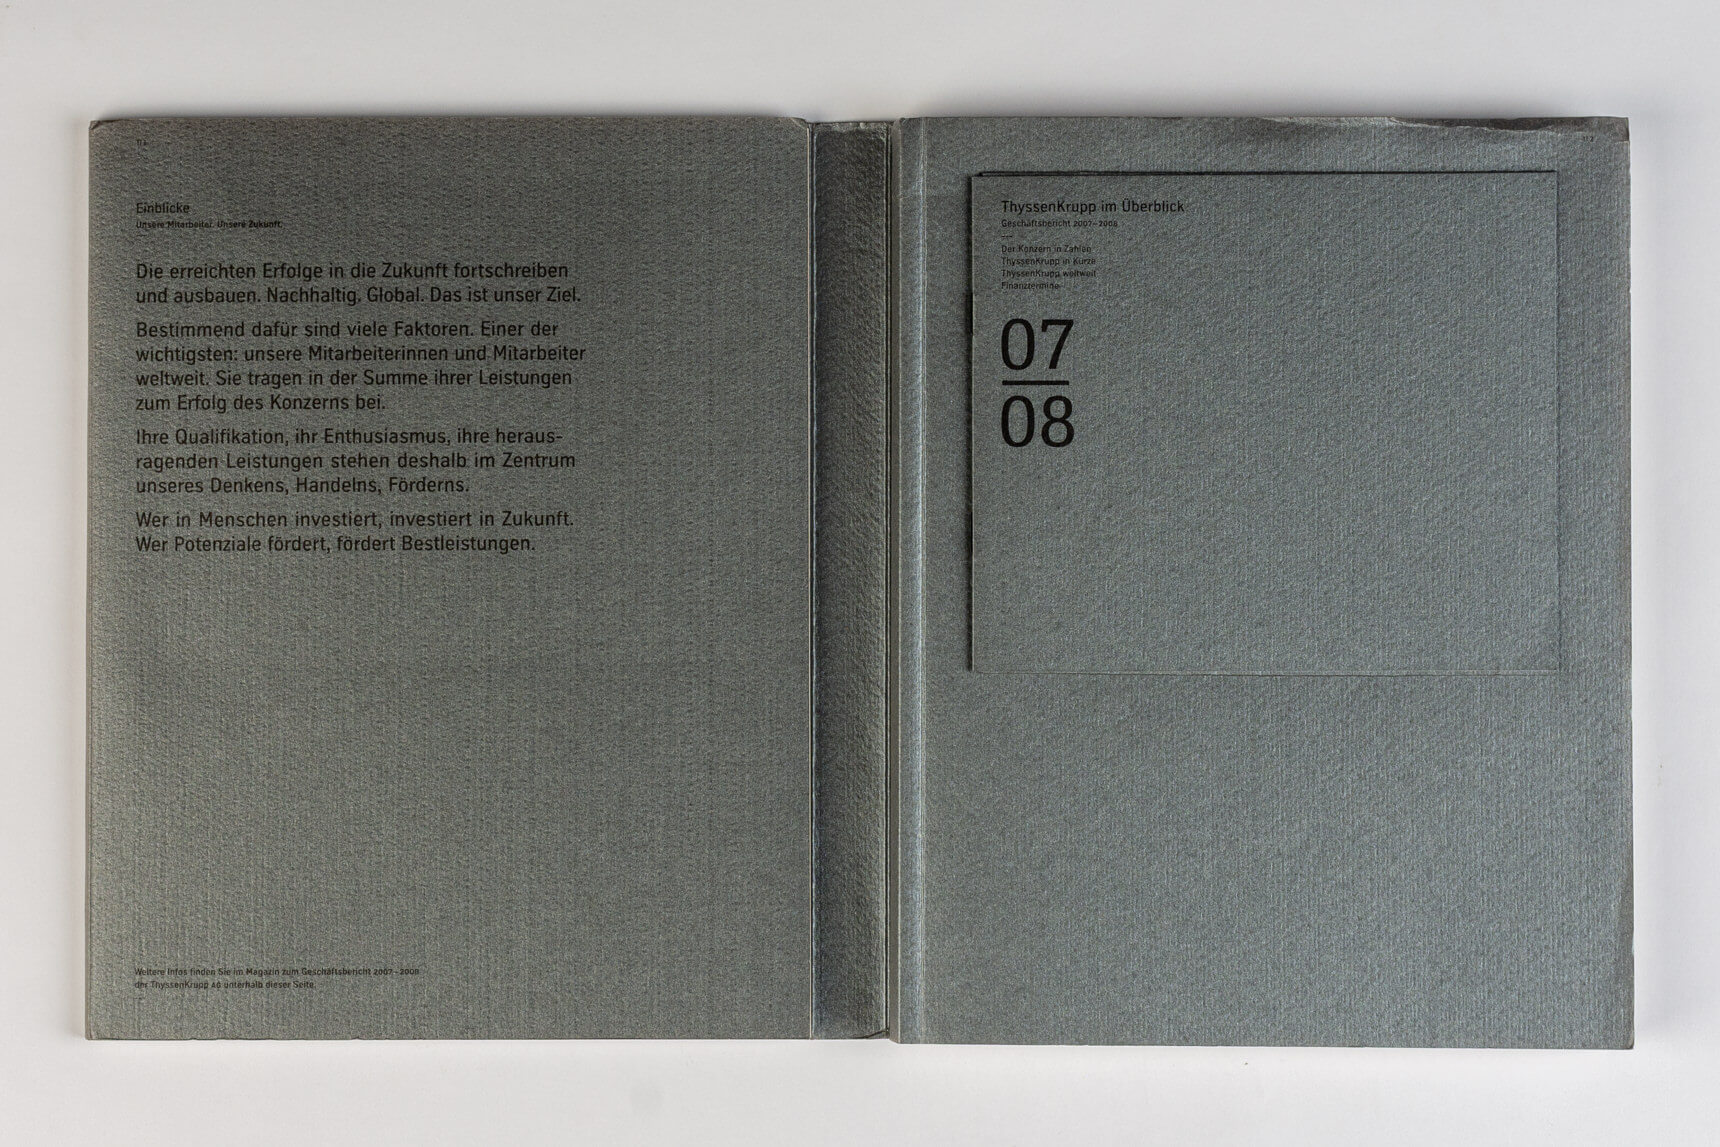 Einblicke
Unsere Mitarbeiter. Unsere Zukunft.
Die erreichten Erfolge in die Zukunft fortschreiben
und ausbauen. Nachhaltig. Global. Das ist unser Ziel.
Bestimmend dafür sind viele Faktoren. Einer der
wichtigsten: unsere Mitarbeiterinnen und Mitarbeiter
weltweit. Sie tragen in der Summe ihrer Leistungen
zum Erfolg des Konzerns bei.
Ihre Qualifikation, ihr Enthusiasmus, ihre heraus-
ragenden Leistungen stehen deshalb im Zentrum
unseres Denkens, Handelns, Förderns.
Wer in Menschen investiert, investiert in Zukunft.
Wer Potenziale fördert, fördert Bestleistungen.
Weitere Infos finden Sie im Magazin zum Geschäftsbericht 2007–2008
der ThyssenKrupp AG unterhalb dieser Seite.
ThyssenKrupp im Überblick
Geschäftsbericht 2007–2008
Der Konzern in Zahlen
ThyssenKrupp in Kürze
ThyssenKrupp weltweit
Finanztermine
07
08